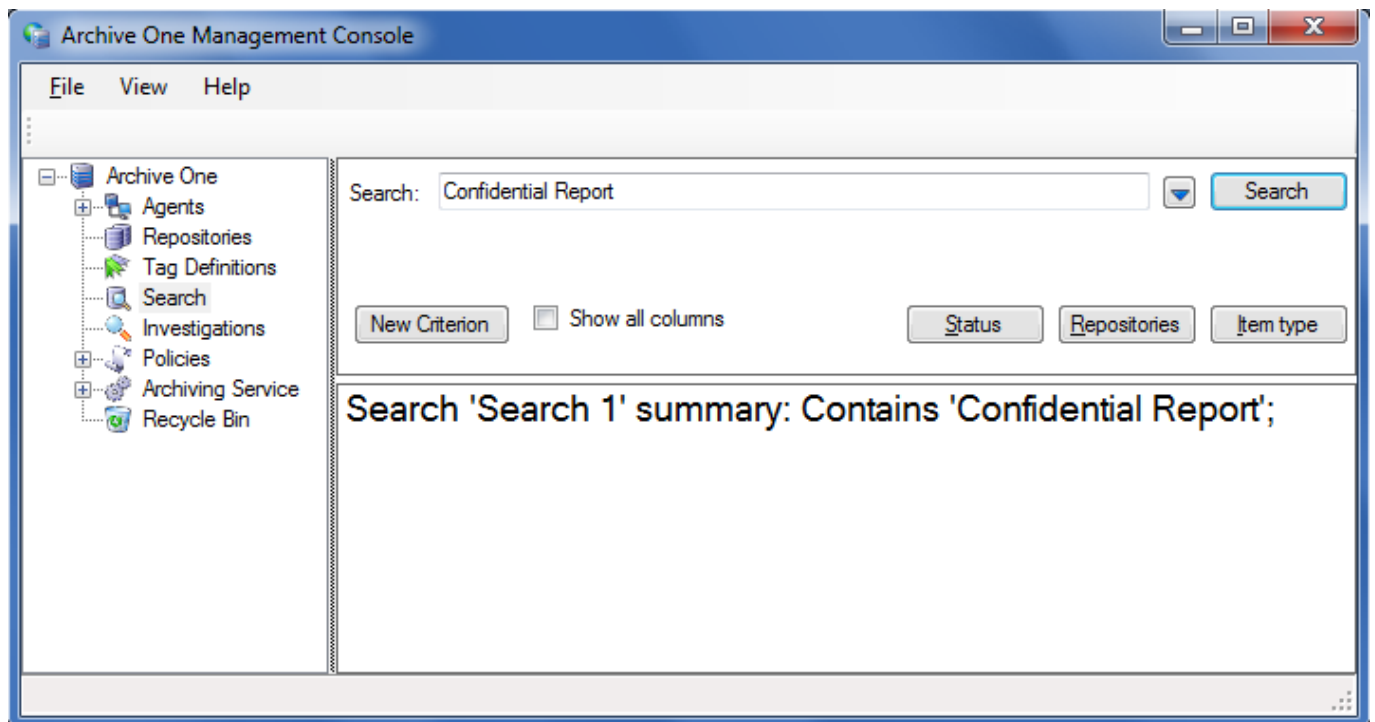 Archive One Management Console
File View Help
Archive One
Agents
Repositories
Tag Definitions
Search
Investigations
Policies
Archiving Service
Recycle Bin
Search: Confidential Report Search
New Criterion Show all columns Status Repositories Item type
Search 'Search 1' summary: Contains 'Confidential Report';